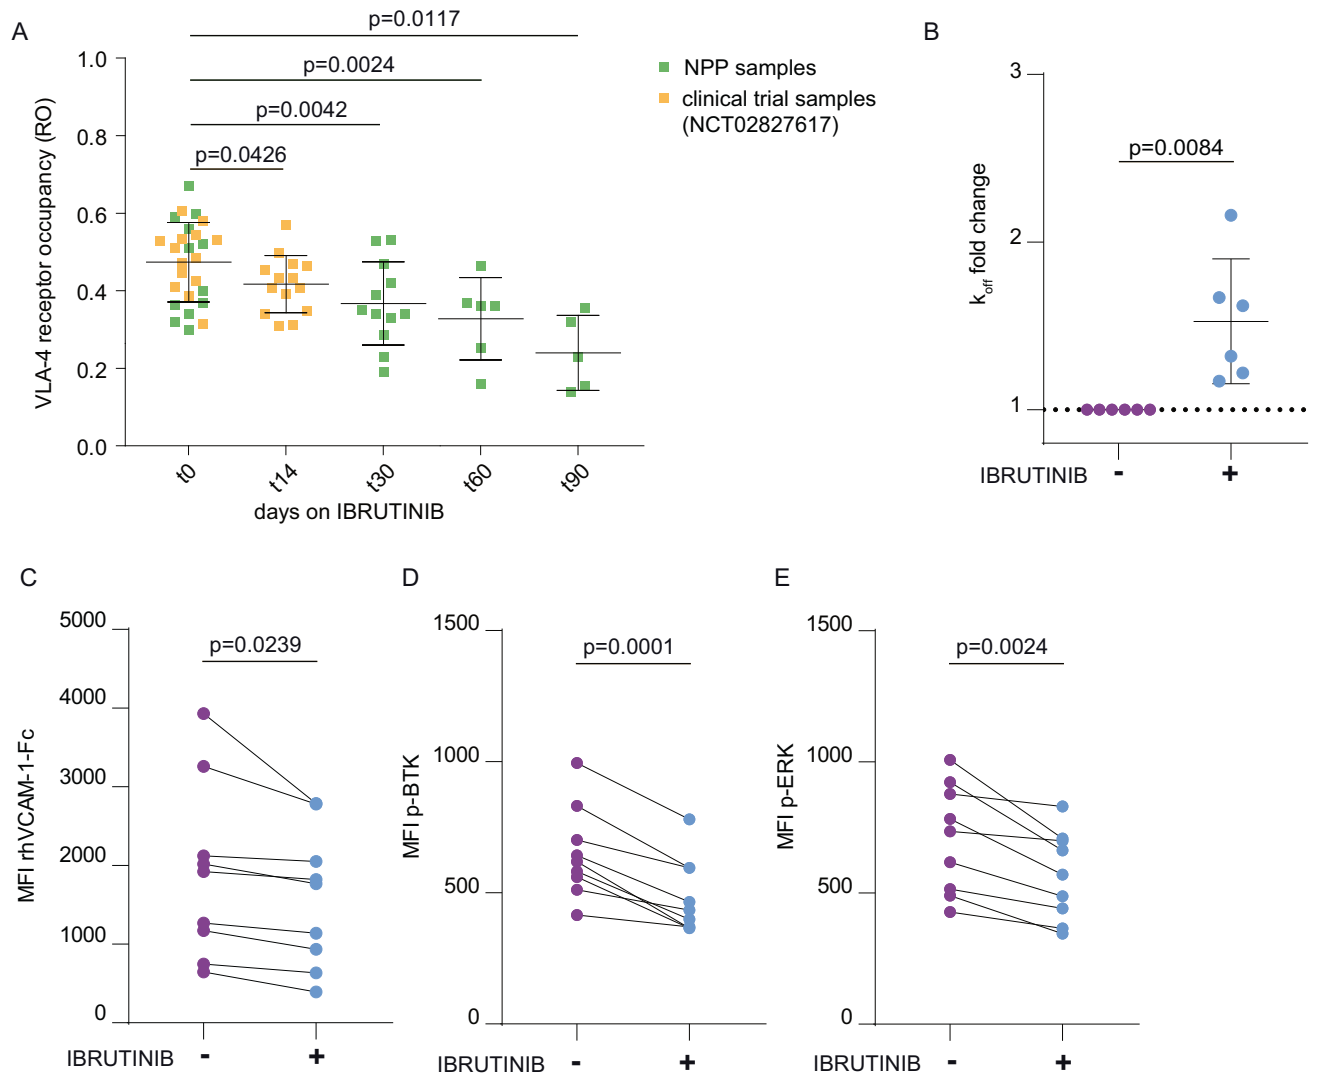 A
p=0.0117
p=0.0024
p=0.0042
p=0.0426
1.0
0.8
0.6
0.4
0.2
0.0
VLA-4 receptor occupancy (RO)
t0
t14
t30
t60
t90
days on IBRUTINIB
NPP samples
clinical trial samples
(NCT02827617)
B
3
2
1
koff fold change
p=0.0084
IBRUTINIB - +
C
5000
4000
3000
2000
1000
0
MFI rhVCAM-1-Fc
p=0.0239
IBRUTINIB - +
D
1500
1000
500
0
MFI p-BTK
p=0.0001
IBRUTINIB - +
E
1500
1000
500
0
MFI p-ERK
p=0.0024
IBRUTINIB - +